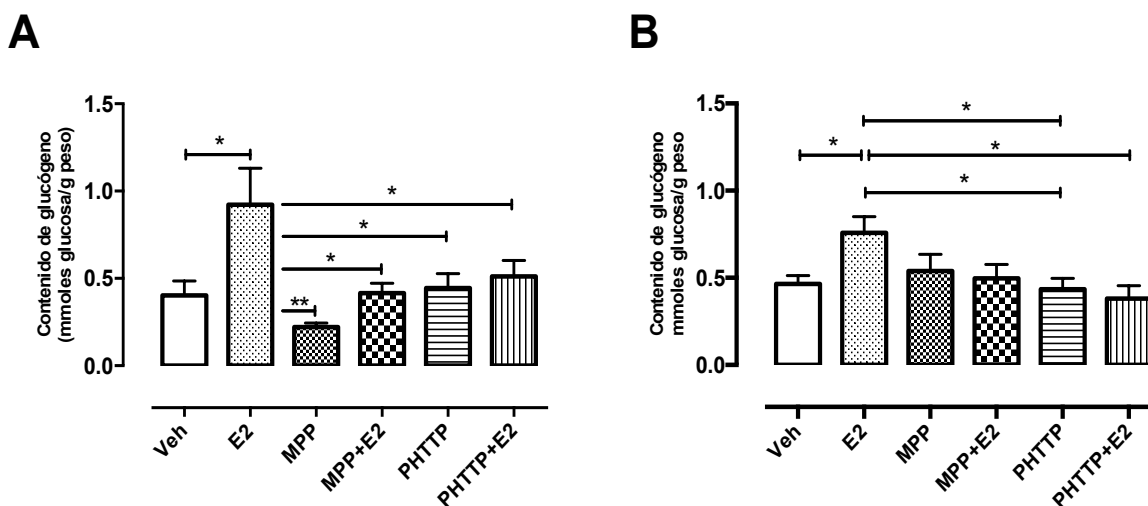 A
Contenido de glucógeno
(mmoles glucosa/g peso)
1.5
1.0
0.5
0.0
*
*
*
*
**
Veh
E2
MPP
MPP+E2
PHTTP
PHTTP+E2
B
Contenido de glucógeno
mmoles glucosa/g peso
1.5
1.0
0.5
0.0
*
*
*
*
Veh
E2
MPP
MPP+E2
PHTTP
PHTTP+E2